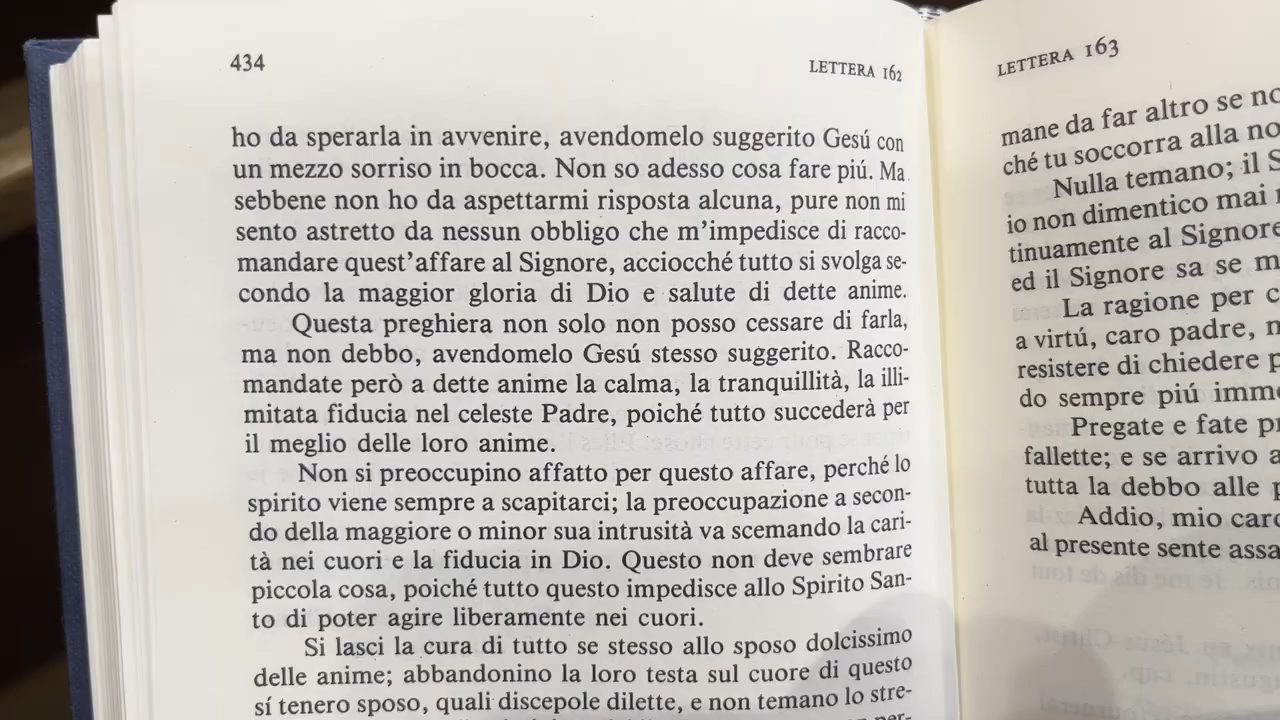 434
LETTERA 162
ho da sperarla in avvenire, avendomelo suggerito Gesú con
un mezzo sorriso in bocca. Non so adesso cosa fare piú. Ma
sebbene non ho da aspettarmi risposta alcuna, pure non mi
sento astretto da nessun obbligo che m'impedisce di racco-
mandare quest'affare al Signore, acciocché tutto si svolga se-
condo la maggior gloria di Dio e salute di dette anime.
Questa preghiera non solo non posso cessare di farla,
ma non debbo, avendomelo Gesú stesso suggerito. Racco-
mandate però a dette anime la calma, la tranquillità, la illi-
mitata fiducia nel celeste Padre, poiché tutto succederà per
il meglio delle loro anime.
Non si preoccupino affatto per questo affare, perché lo
spirito viene sempre a scapitarci; la preoccupazione a secon-
do della maggiore o minor sua intrusità va scemando la cari-
tà nei cuori e la fiducia in Dio. Questo non deve sembrare
piccola cosa, poiché tutto questo impedisce allo Spirito San-
to di poter agire liberamente nei cuori.
Si lasci la cura di tutto se stesso allo sposo dolcissimo
delle anime; abbandonino la loro testa sul cuore di questo
sí tenero sposo, quali discepole dilette, e non temano lo stre-
LETTERA 163
mane da far altro se
ché tu soccorra alla
Nulla temano; il
io non dimentico mai
tinuamente al Signore
ed il Signore sa se
La ragione per
a virtú, caro padre,
resistere di chiedere
do sempre piú
Pregate e fate
fallette; e se arrivo a
tutta la debbo alle
Addio, mio
al presente sente